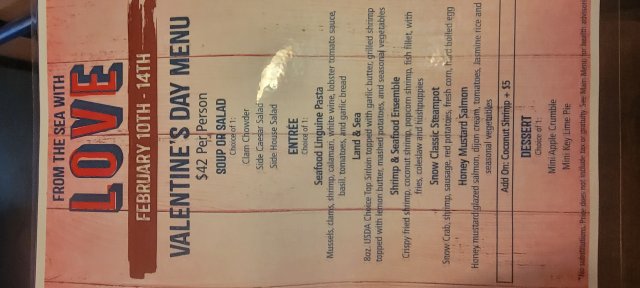 FROM THE SEA WITH
LOVE
FEBRUARY 10TH - 14TH
VALENTINE'S DAY MENU
$42 Per Person
SOUP OR SALAD
Choice of 1:
Clam Chowder
Side Caesar Salad
Side House Salad
ENTRÉE
Choice of 1:
Seafood Linguine Pasta
Mussels, clams, shrimp, calamari, white wine, lobster tomato sauce,
basil, tomatoes, and garlic bread
Land & Sea
8oz. USDA Choice Top Sirloin topped with garlic butter, grilled shrimp
topped with lemon butter, mashed potatoes, and seasonal vegetables
Shrimp & Seafood Ensemble
Crispy fried shrimp, coconut shrimp, popcorn shrimp, fish fillet, with
fries, coleslaw and hushpuppies
Snow Classic Steampot
Snow Crab, shrimp, sausage, red potatoes, fresh corn, hard boiled egg
Honey Mustard Salmon
Honey mustard glazed salmon, dijon cream, tomatoes, Jasmine rice and
seasonal vegetables
Add On: Coconut Shrimp + $5
DESSERT
Choice of 1:
Mini Apple Crumble
Mini Key Lime Pie
*No substitutions. Price does not include tax or gratuity. See Main Menu for health advisory